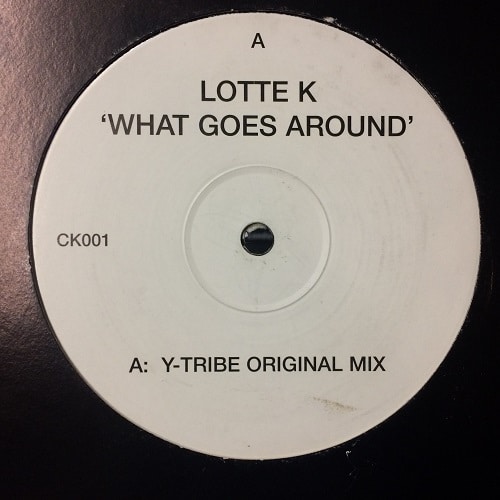 A
LOTTE K
‘WHAT GOES AROUND’
CK001
A: Y-TRIBE ORIGINAL MIX